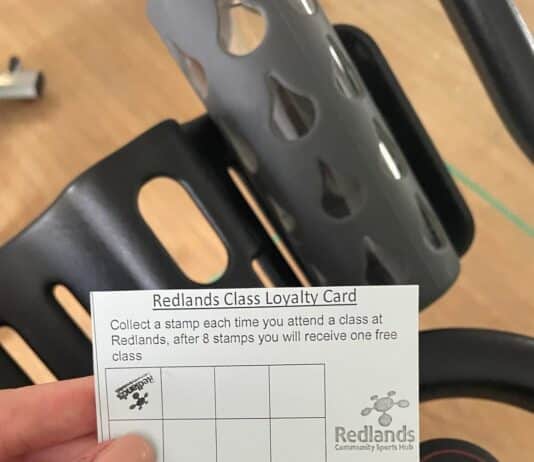 Redlands Class Loyalty Card
Collect a stamp each time you attend a class at
Redlands, after 8 stamps you will receive one free
class
Redlands
Redlands
Community Sports Hub